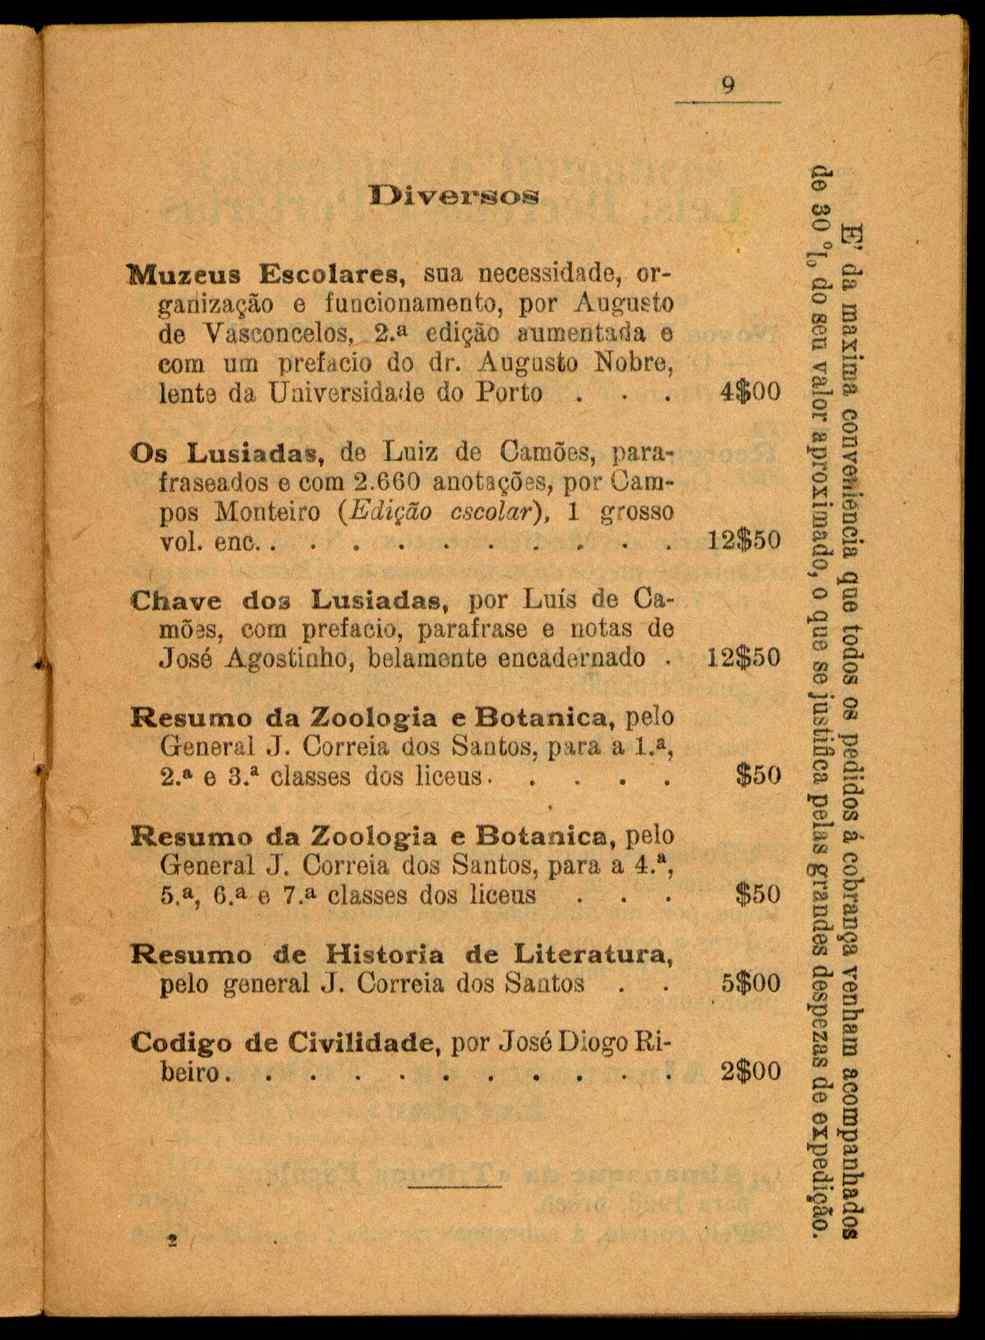 9
Diversos
Muzeus Escolares, sua necessidade, or-
ganização e funcionamento, por Augusto
de Vasconcelos, 2.ª edição aumentada e
com um prefacio do dr. Augusto Nobre,
lente da Universidade do Porto . . . 4$00
Os Lusiadas, de Luiz de Camões, para-
fraseados e com 2.660 anotações, por Cam-
pos Monteiro (Edição escolar), 1 grosso
vol. enc. . . . . . . . . . . 12$50
Chave dos Lusiadas, por Luís de Ca-
mões, com prefacio, parafrase e notas de
José Agostinho, belamente encadernado . 12$50
Resumo da Zoologia e Botanica, pelo
General J. Correia dos Santos, para a 1.ª,
2.ª e 3.ª classes dos liceus . . . . . $50
Resumo da Zoologia e Botanica, pelo
General J. Correia dos Santos, para a 4.ª,
5.ª, 6.ª e 7.ª classes dos liceus . . . $50
Resumo de Historia de Literatura,
pelo general J. Correia dos Santos . . 5$00
Codigo de Civilidade, por José Diogo Ri-
beiro . . . . . . . . . . . 2$00
2
E' da maxima conveniência que todos os pedidos á cobrança venham acompanhados
de 30 %, do seu valor aproximado, o que se justifica pelas grandes despezas de expedição.